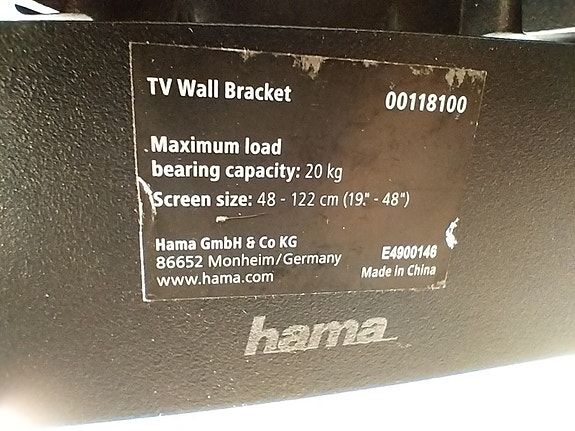 TV Wall Bracket 00118100
Maximum load
bearing capacity: 20 kg
Screen size: 48 - 122 cm (19." - 48")
Hama GmbH & Co KG E4900146
86652 Monheim/Germany Made in China
www.hama.com
hama